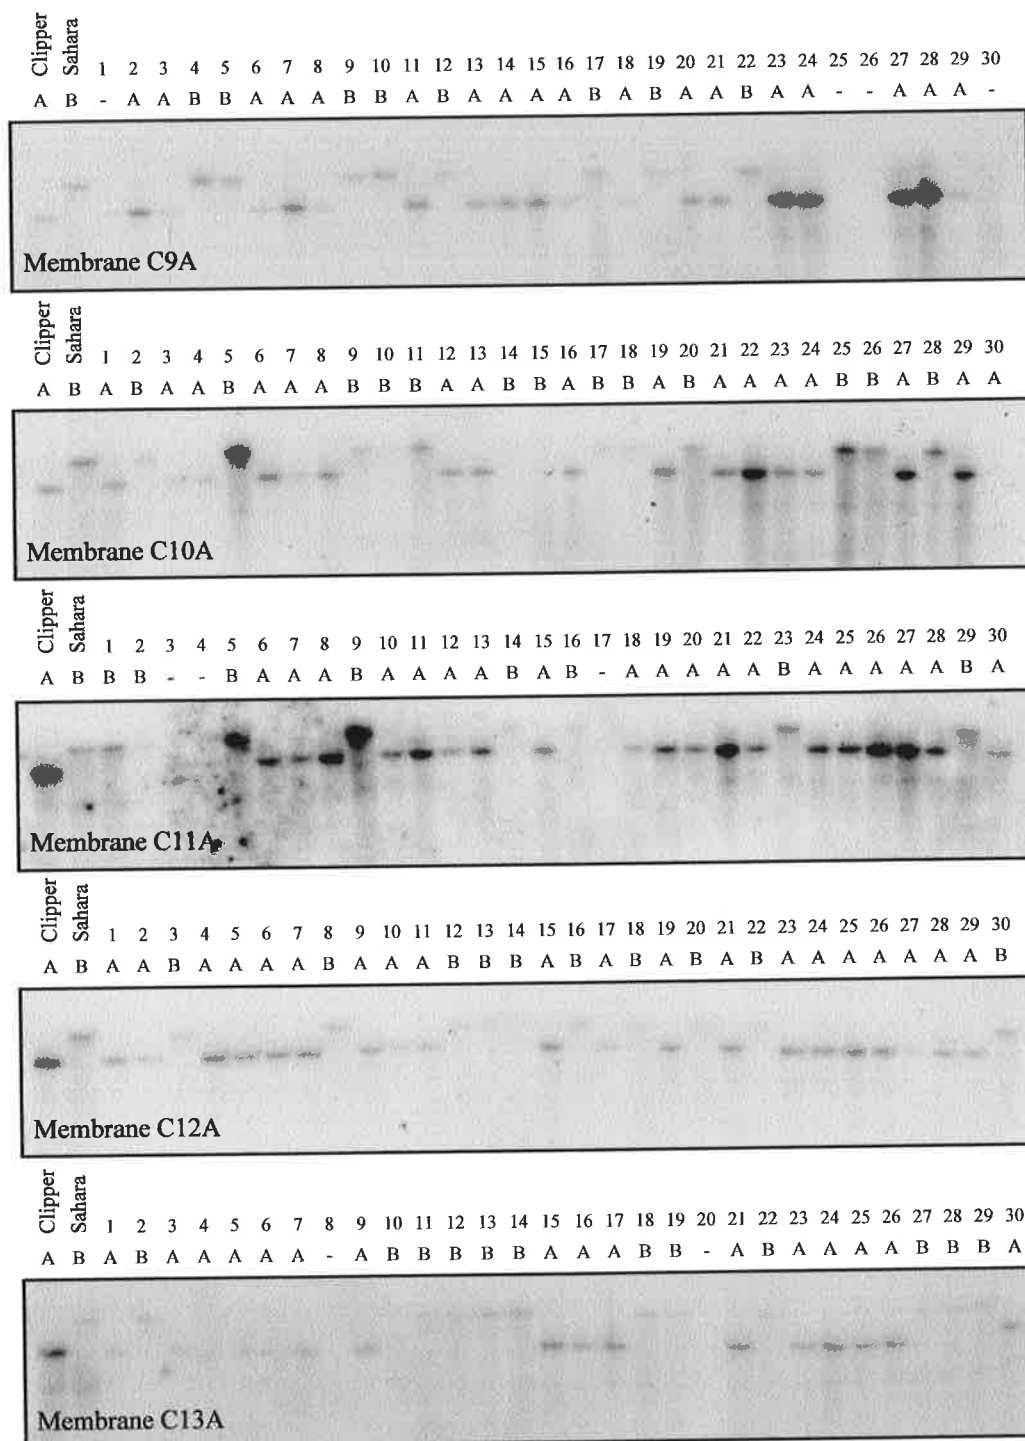 Clipper Sahara 1 2 3 4 5 6 7 8 9 10 11 12 13 14 15 16 17 18 19 20 21 22 23 24 25 26 27 28 29 30
A B - A A B B A A A B B A B A A A A B A B A A B A A - - A A A -
Membrane C9A
Clipper Sahara 1 2 3 4 5 6 7 8 9 10 11 12 13 14 15 16 17 18 19 20 21 22 23 24 25 26 27 28 29 30
A B A B A A B A A A B B B A A B B A B B A B A A A A B B A B A A
Membrane C10A
Clipper Sahara 1 2 3 4 5 6 7 8 9 10 11 12 13 14 15 16 17 18 19 20 21 22 23 24 25 26 27 28 29 30
A B B B - - B A A A B A A A A B A B - A A A A A B A A A A A B A
Membrane C11A
Clipper Sahara 1 2 3 4 5 6 7 8 9 10 11 12 13 14 15 16 17 18 19 20 21 22 23 24 25 26 27 28 29 30
A B A A B A A A A B A A A B B B A B A B A B A B A A A A A A A B
Membrane C12A
Clipper Sahara 1 2 3 4 5 6 7 8 9 10 11 12 13 14 15 16 17 18 19 20 21 22 23 24 25 26 27 28 29 30
A B A B A A A A A - A B B B B B A A A B B - A B A A A A B B B A
Membrane C13A